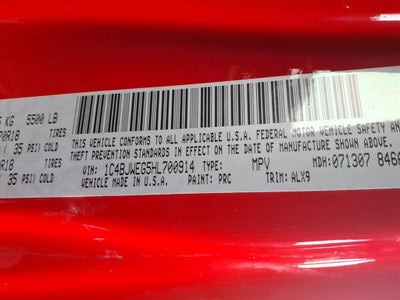 KG 5500 LB
70R18 TIRES
( 35 PSI) COLD
R18 TIRES
( 35 PSI) COLD
THIS VEHICLE CONFORMS TO ALL APPLICABLE U.S.A. FEDERAL MOTOR VEHICLE SAFETY AND
THEFT PREVENTION STANDARDS IN EFFECT ON THE DATE OF MANUFACTURE SHOWN ABOVE.
VIN: 1C4BJWEG5HL700914 TYPE: MPV MDH: 071307 846
VEHICLE MADE IN U.S.A. PAINT: PRC TRIM: ALX9